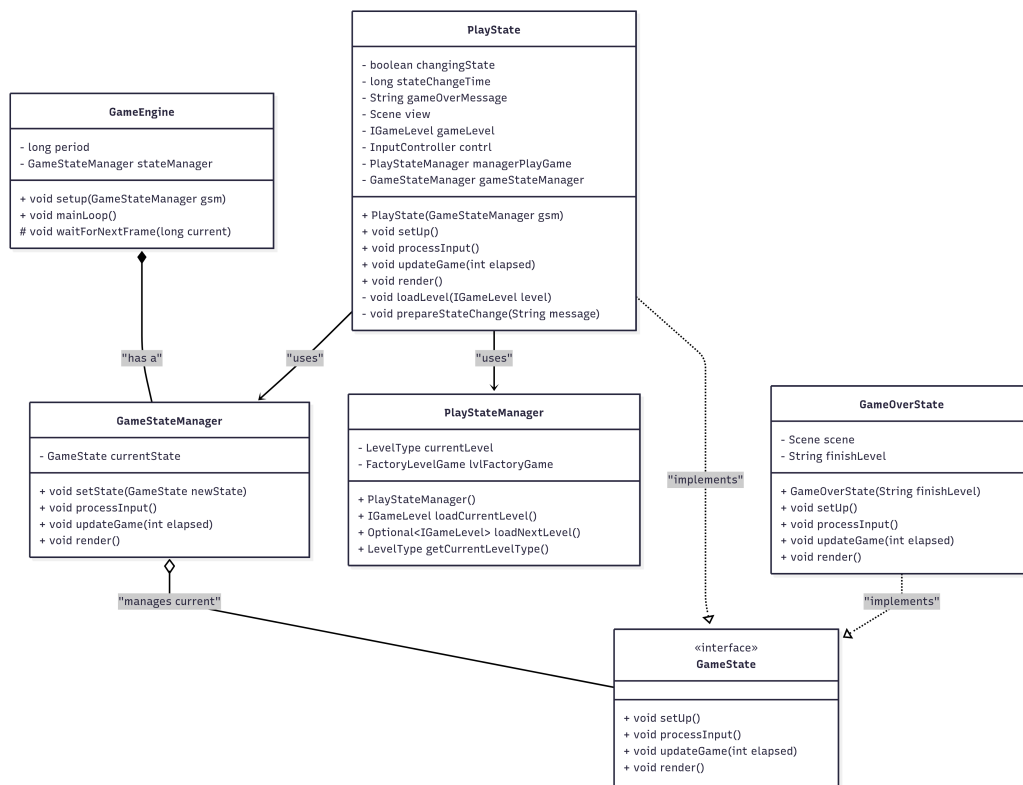 PlayState
- boolean changingState
- long stateChangeTime
- String gameOverMessage
- Scene view
- IGameLevel gameLevel
- InputController contrl
- PlayStateManager managerPlayGame
- GameStateManager gameStateManager
+ PlayState(GameStateManager gsm)
+ void setUp()
+ void processInput()
+ void updateGame(int elapsed)
+ void render()
- void loadLevel(IGameLevel level)
- void prepareStateChange(String message)
GameEngine
- long period
- GameStateManager stateManager
+ void setup(GameStateManager gsm)
+ void mainLoop()
# void waitForNextFrame(long current)
"has a"
"uses"
"uses"
GameStateManager
- GameState currentState
+ void setState(GameState newState)
+ void processInput()
+ void updateGame(int elapsed)
+ void render()
PlayStateManager
- LevelType currentLevel
- FactoryLevelGame lvlFactoryGame
+ PlayStateManager()
+ IGameLevel loadCurrentLevel()
+ Optional<IGameLevel> loadNextLevel()
+ LevelType getCurrentLevelType()
"implements"
GameOverState
- Scene scene
- String finishLevel
+ GameOverState(String finishLevel)
+ void setUp()
+ void processInput()
+ void updateGame(int elapsed)
+ void render()
"manages current"
"implements"
«interface»
GameState
+ void setUp()
+ void processInput()
+ void updateGame(int elapsed)
+ void render()